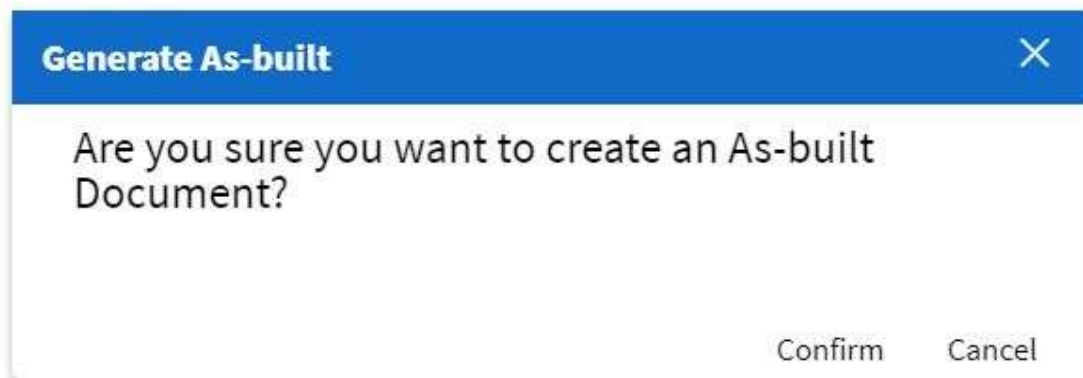 Generate As-built
Are you sure you want to create an As-built
Document?
Confirm Cancel